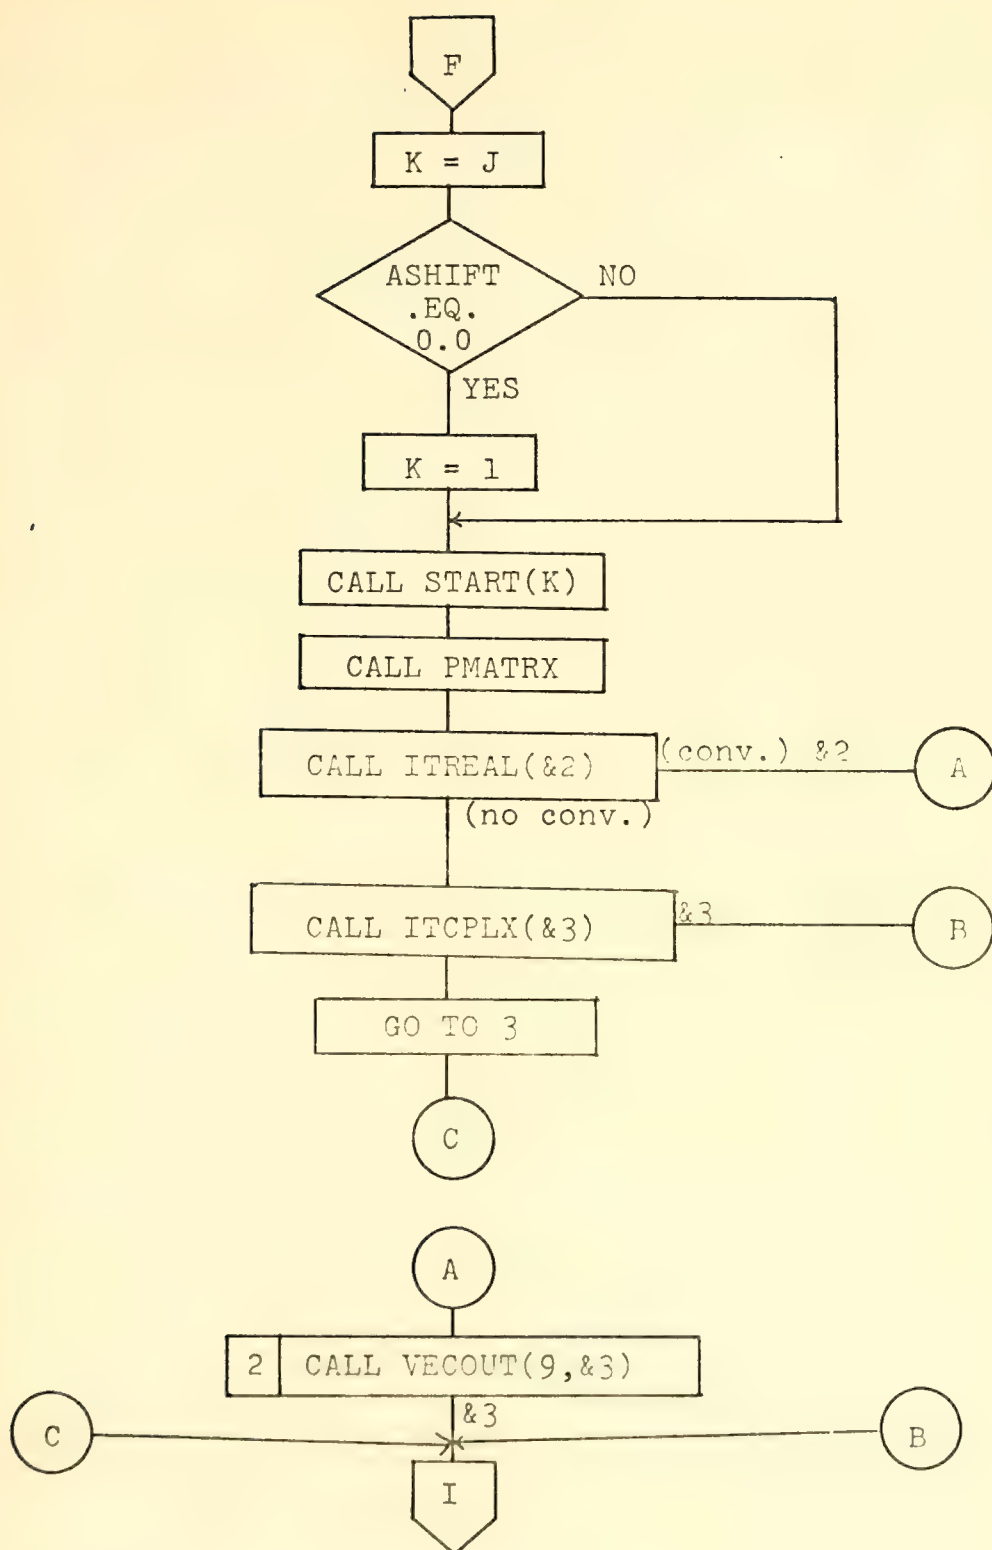 F
K = J
ASHIFT
.EQ.
0.0
NO
YES
K = 1
CALL START(K)
CALL PMATRX
CALL ITREAL(&2)
(conv.) &2
A
(no conv.)
CALL ITCPLX(&3)
&3
B
GO TO 3
C
A
2 CALL VECOUT(9,&3)
&3
C
B
I